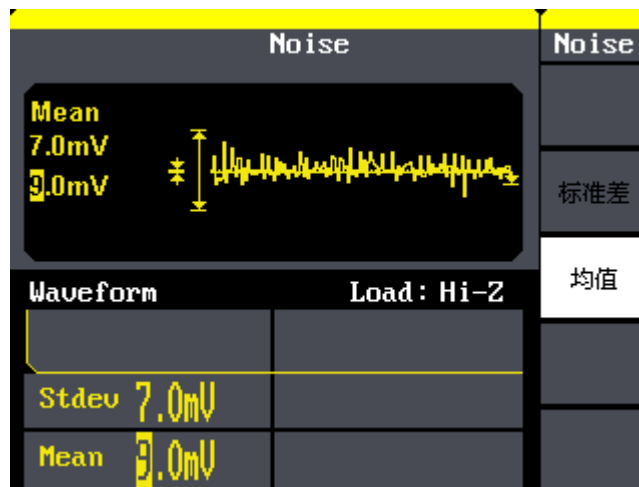 Noise
Noise
Mean
7.0mV
9.0mV
标准差
均值
Waveform
Load: Hi-Z
Stdev 7.0mV
Mean 9.0mV